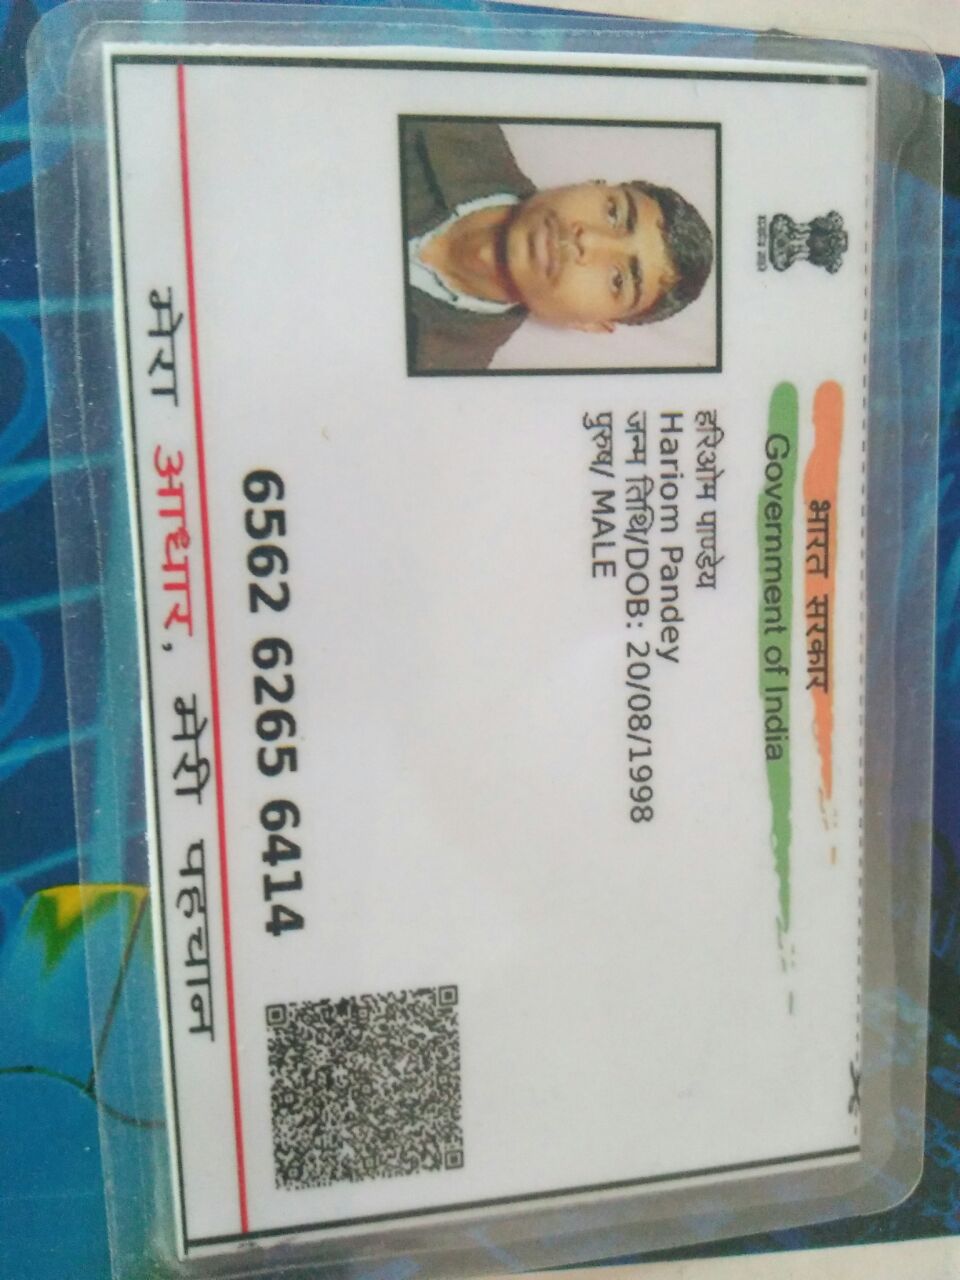 भारत सरकार
Government of India
हरिओम पाण्डेय
Hariom Pandey
जन्म तिथि/DOB: 20/08/1998
पुरुष/ MALE
6562 6265 6414
मेरा आधार, मेरी पहचान